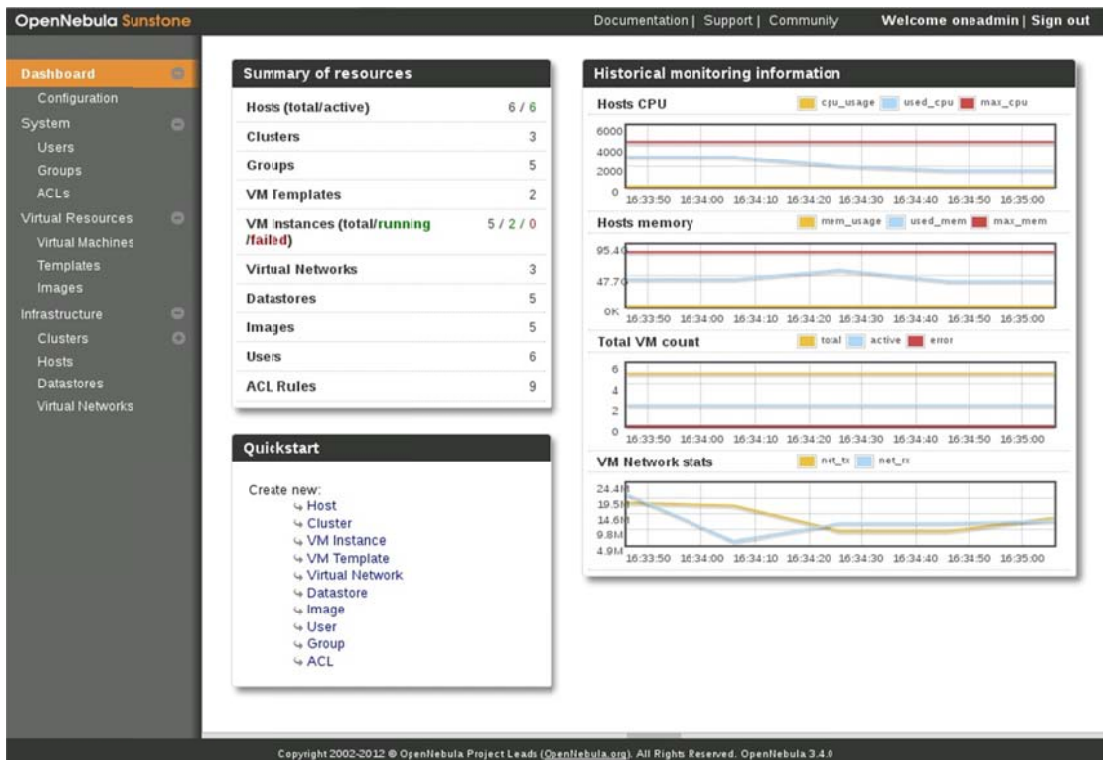 OpenNebula Sunstone
Documentation | Support | Community Welcome oneadmin | Sign out
Dashboard
Configuration
System
Users
Groups
ACLs
Virtual Resources
Virtual Machines
Templates
Images
Infrastructure
Clusters
Hosts
Datastores
Virtual Networks
Summary of resources
Hosts (total/active) 6 / 6
Clusters 3
Groups 5
VM Templates 2
VM Instances (total/running 5 / 2 / 0
/failed)
Virtual Networks 3
Datastores 5
Images 5
Users 6
ACL Rules 9
Quickstart
Create new:
Host
Cluster
VM Instance
VM Template
Virtual Network
Datastore
Image
User
Group
ACL
Historical monitoring information
Hosts CPU cpu_usage used_cpu max_cpu
6000
4000
2000
0
16:33:50 16:34:00 16:34:10 16:34:20 16:34:30 16:34:40 16:34:50 16:35:00
Hosts memory mem_usage used_mem max_mem
95.4G
47.7G
0K
16:33:50 16:34:00 16:34:10 16:34:20 16:34:30 16:34:40 16:34:50 16:35:00
Total VM count total active error
6
4
2
0
16:33:50 16:34:00 16:34:10 16:34:20 16:34:30 16:34:40 16:34:50 16:35:00
VM Network stats net_tx net_rx
24.4M
19.5M
14.6M
9.8M
4.9M
16:33:50 16:34:00 16:34:10 16:34:20 16:34:30 16:34:40 16:34:50 16:35:00
Copyright 2002-2012 © OpenNebula Project Leads (OpenNebula.org). All Rights Reserved. OpenNebula 3.4.0